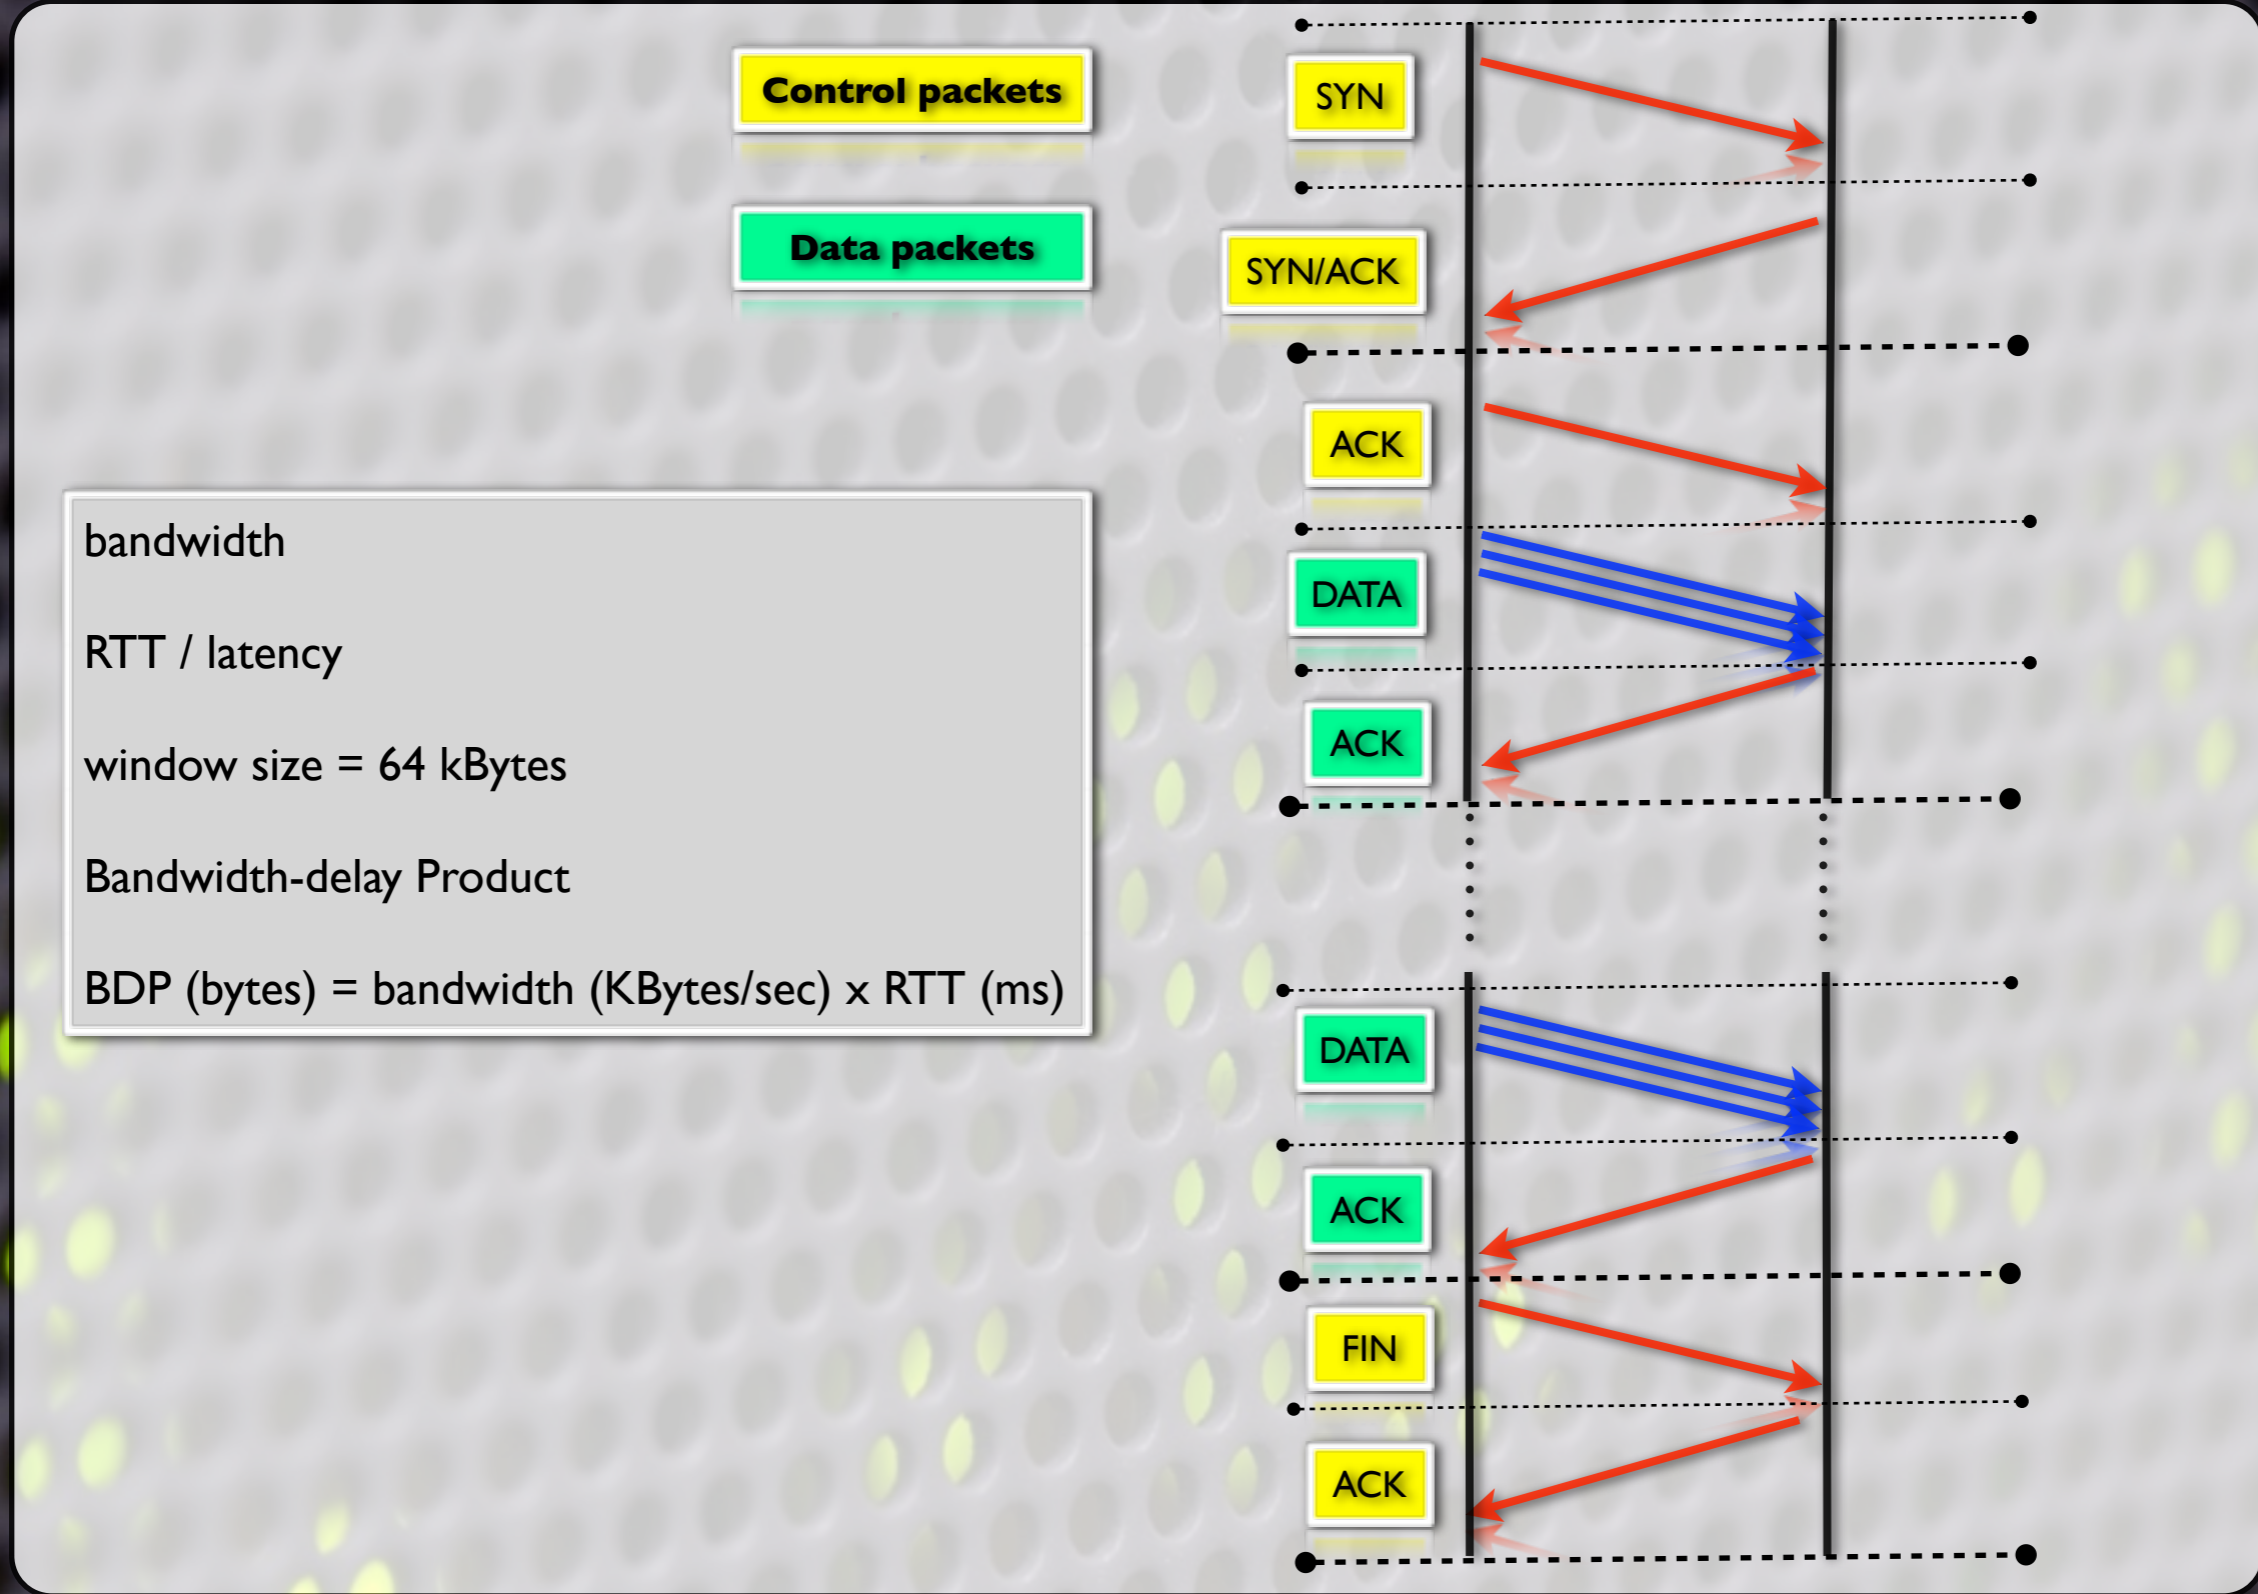 Control packets
Data packets
bandwidth
RTT / latency
window size = 64 kBytes
Bandwidth-delay Product
BDP (bytes) = bandwidth (KBytes/sec) x RTT (ms)
SYN
SYN/ACK
ACK
DATA
ACK
DATA
ACK
FIN
ACK